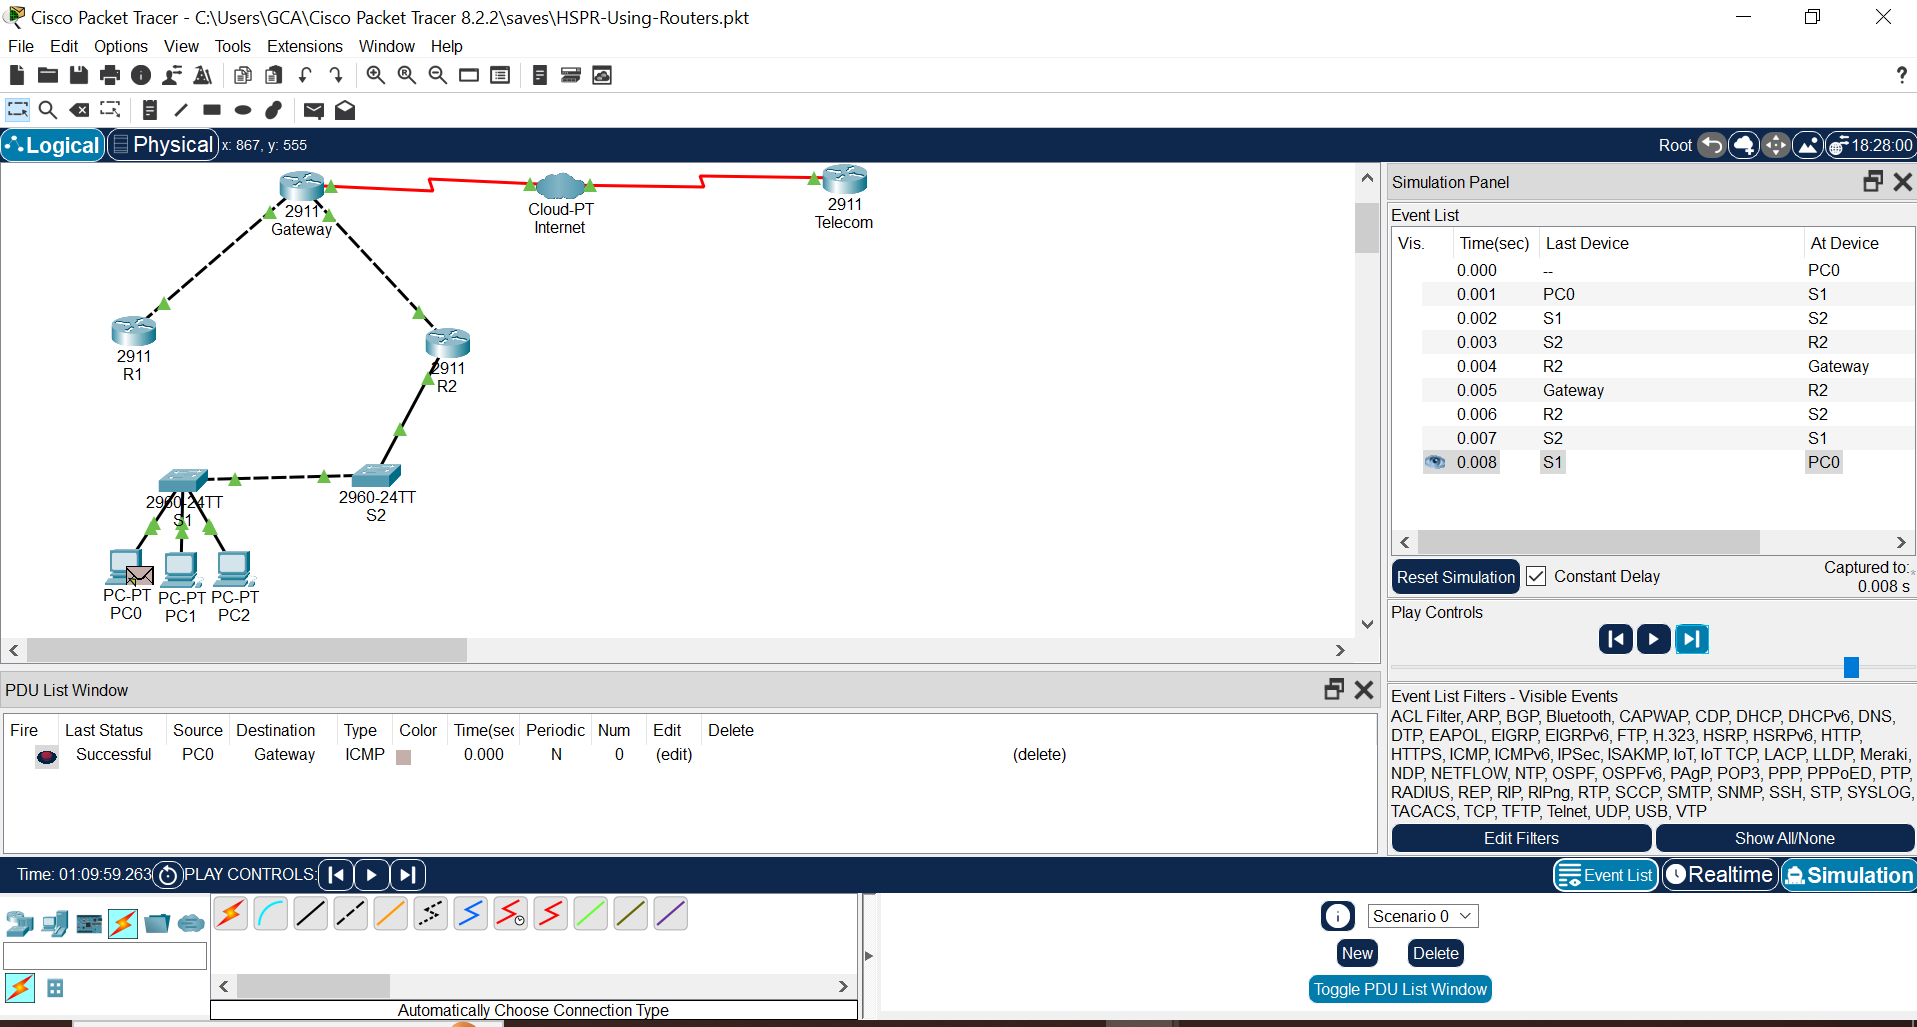 Cisco Packet Tracer - C:\Users\GCA\Cisco Packet Tracer 8.2.2\saves\HSPR-Using-Routers.pkt
File Edit Options View Tools Extensions Window Help
?
Logical Physical x: 867, y: 555 Root 18:28:00
2911
Gateway
Cloud-PT
Internet
2911
Telecom
2911
R1
2911
R2
2960-24TT
S1
2960-24TT
S2
PC-PT
PC0
PC-PT
PC1
PC-PT
PC2
Simulation Panel
Event List
Vis. Time(sec) Last Device At Device
0.000 -- PC0
0.001 PC0 S1
0.002 S1 S2
0.003 S2 R2
0.004 R2 Gateway
0.005 Gateway R2
0.006 R2 S2
0.007 S2 S1
0.008 S1 PC0
Reset Simulation Constant Delay Captured to:
0.008 s
Play Controls
Event List Filters - Visible Events
ACL Filter, ARP, BGP, Bluetooth, CAPWAP, CDP, DHCP, DHCPv6, DNS,
DTP, EAPOL, EIGRP, EIGRPv6, FTP, H.323, HSRP, HSRPv6, HTTP,
HTTPS, ICMP, ICMPv6, IPSec, ISAKMP, IoT, IoT TCP, LACP, LLDP, Meraki,
NDP, NETFLOW, NTP, OSPF, OSPFv6, PAgP, POP3, PPP, PPPoED, PTP,
RADIUS, REP, RIP, RIPng, RTP, SCCP, SMTP, SNMP, SSH, STP, SYSLOG,
TACACS, TCP, TFTP, Telnet, UDP, USB, VTP
Edit Filters Show All/None
PDU List Window
Fire Last Status Source Destination Type Color Time(sec Periodic Num Edit Delete
Successful PC0 Gateway ICMP 0.000 N 0 (edit) (delete)
Time: 01:09:59.263 PLAY CONTROLS: Event List Realtime Simulation
Scenario 0
New Delete
Toggle PDU List Window
Automatically Choose Connection Type